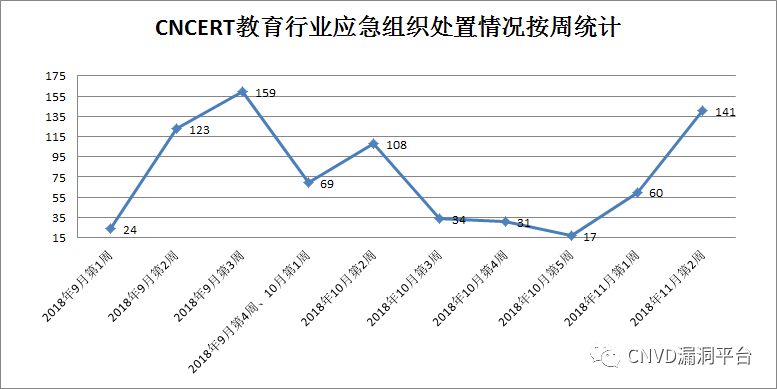 CNCERT教育行业应急组织处置情况按周统计
175
155
135
115
95
75
55
35
15
24
123
159
69
108
34
31
17
60
141
2018年9月第1周
2018年9月第2周
2018年9月第3周
2018年9月第4周、10月第1周
2018年10月第2周
2018年10月第3周
2018年10月第4周
2018年10月第5周
2018年11月第1周
2018年11月第2周
CNVD漏洞平台